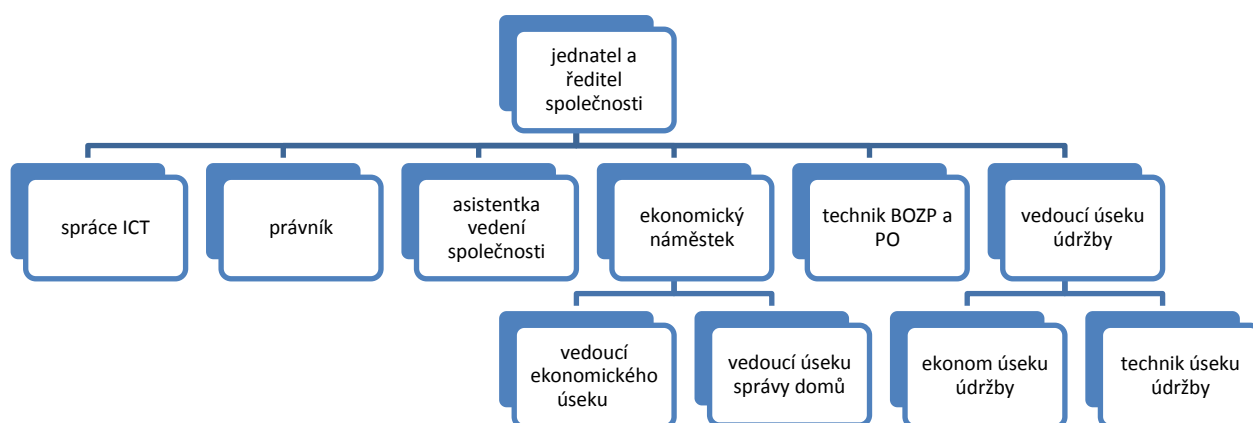 jednatel a
ředitel
společnosti
spráce ICT
právník
asistentka
vedení
společnosti
ekonomický
náměstek
technik BOZP a
PO
vedoucí úseku
údržby
vedoucí
ekonomického
úseku
vedoucí úseku
správy domů
ekonom úseku
údržby
technik úseku
údržby